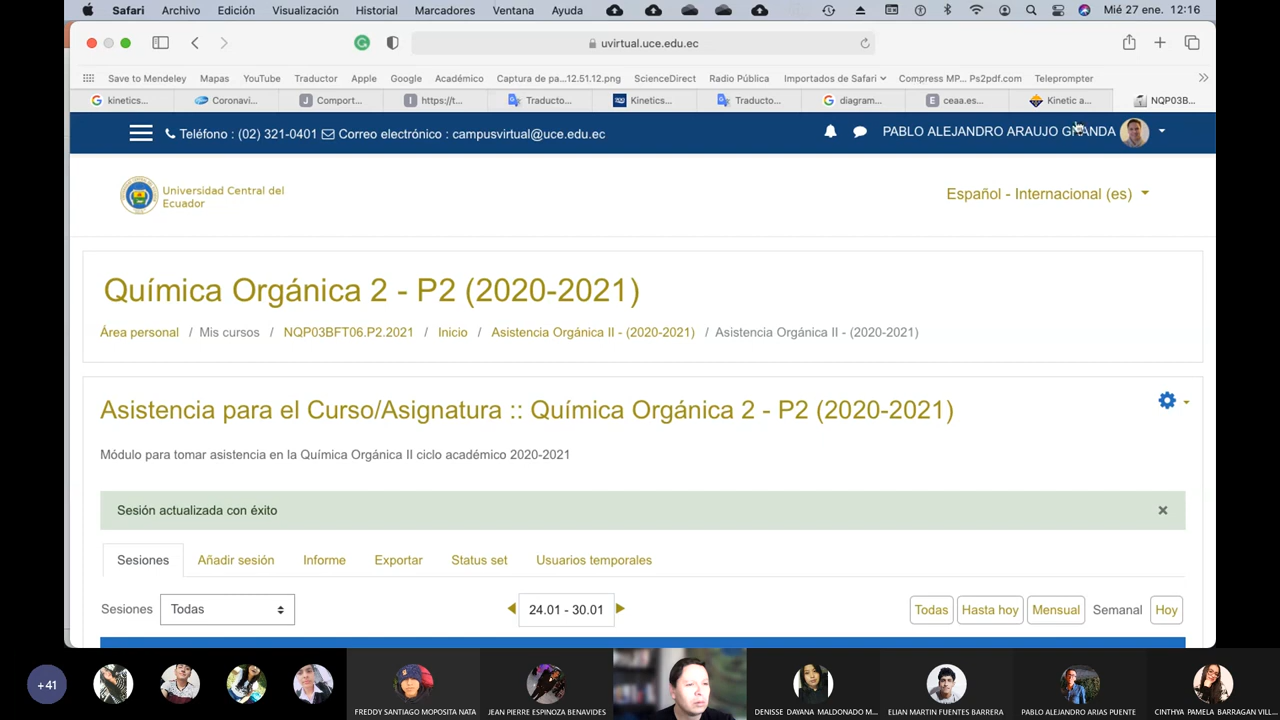 Safari Archivo Edición Visualización Historial Marcadores Ventana Ayuda Mié 27 ene. 12:16
uvirtual.uce.edu.ec
Save to Mendeley Mapas YouTube Traductor Apple Google Académico Captura de pa...12.51.12.png ScienceDirect Radio Pública Importados de Safari Compress MP... Ps2pdf.com Teleprompter
kinetics... Coronavi... Comport... https://t... Traducto... Kinetics... Traducto... diagram... ceaa.es... Kinetic a... NQP03B...
Teléfono : (02) 321-0401 Correo electrónico : campusvirtual@uce.edu.ec PABLO ALEJANDRO ARAUJO
Universidad Central del
Ecuador
Español - Internacional (es)
Química Orgánica 2 - P2 (2020-2021)
Área personal / Mis cursos / NQP03BFT06.P2.2021 / Inicio / Asistencia Orgánica II - (2020-2021) / Asistencia Orgánica II - (2020-2021)
Asistencia para el Curso/Asignatura :: Química Orgánica 2 - P2 (2020-2021)
Módulo para tomar asistencia en la Química Orgánica II ciclo académico 2020-2021
Sesión actualizada con éxito
Sesiones Añadir sesión Informe Exportar Status set Usuarios temporales
Sesiones Todas 24.01 - 30.01 Todas Hasta hoy Mensual Semanal Hoy
+41
FREDDY SANTIAGO MOPOSITA NATA JEAN PIERRE ESPINOZA BENAVIDES DENISSE DAYANA MALDONADO M... ELIAN MARTIN FUENTES BARRERA PABLO ALEJANDRO ARIAS PUENTE CINTHYA PAMELA BARRAGAN VILL...